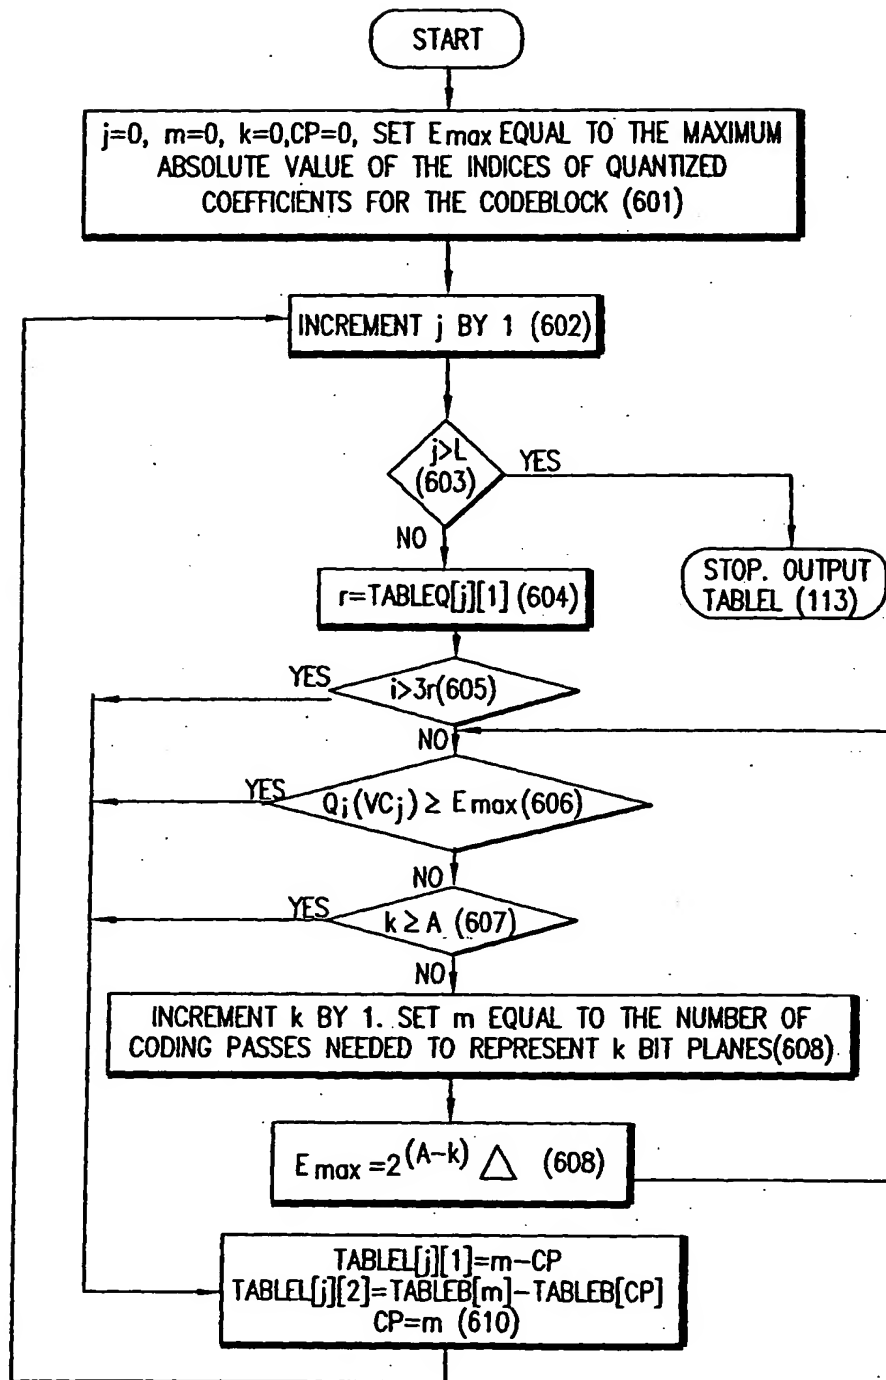 START
j=0, m=0, k=0,CP=0, SET Emax EQUAL TO THE MAXIMUM
ABSOLUTE VALUE OF THE INDICES OF QUANTIZED
COEFFICIENTS FOR THE CODEBLOCK (601)
INCREMENT j BY 1 (602)
j>L
(603)
YES
NO
STOP. OUTPUT
TABLEL (113)
r=TABLEQ[j][1] (604)
YES
i>3r(605)
NO
YES
Qj(VCj) ≥ Emax(606)
NO
YES
k ≥ A (607)
NO
INCREMENT k BY 1. SET m EQUAL TO THE NUMBER OF
CODING PASSES NEEDED TO REPRESENT k BIT PLANES(608)
Emax=2^(A-k) △ (608)
TABLEL[j][1]=m-CP
TABLEL[j][2]=TABLEB[m]-TABLEB[CP]
CP=m (610)